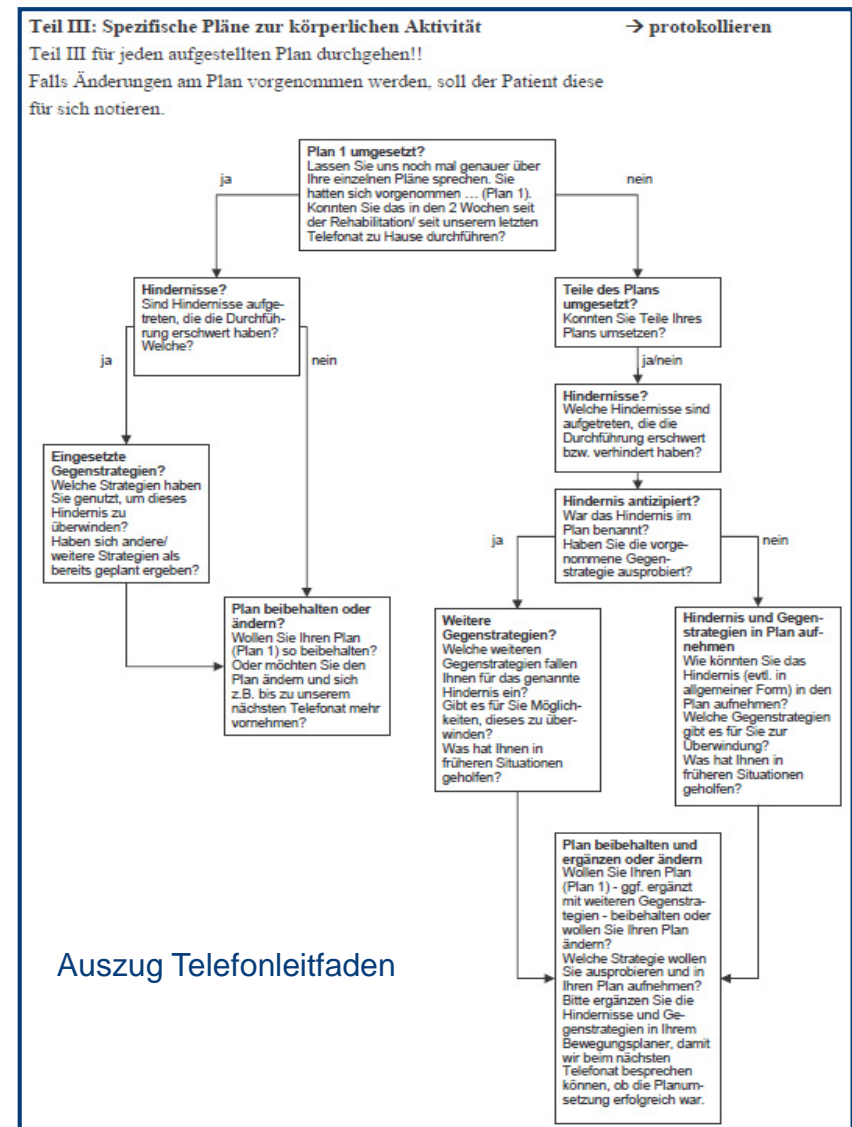 Teil III: Spezifische Pläne zur körperlichen Aktivität → protokollieren
Teil III für jeden aufgestellten Plan durchgehen!!
Falls Änderungen am Plan vorgenommen werden, soll der Patient diese
für sich notieren.
Plan 1 umgesetzt?
Lassen Sie uns noch mal genauer über
Ihre einzelnen Pläne sprechen. Sie
hatten sich vorgenommen … (Plan 1).
Konnten Sie das in den 2 Wochen seit
der Rehabilitation/ seit unserem letzten
Telefonat zu Hause durchführen?
ja
nein
Hindernisse?
Sind Hindernisse aufge-
treten, die die Durchfüh-
rung erschwert haben?
Welche?
ja
nein
Eingesetzte
Gegenstrategien?
Welche Strategien haben
Sie genutzt, um dieses
Hindernis zu
überwinden?
Haben sich andere/
weitere Strategien als
bereits geplant ergeben?
Plan beibehalten oder
ändern?
Wollen Sie Ihren Plan
(Plan 1) so beibehalten?
Oder möchten Sie den
Plan ändern und sich
z.B. bis zu unserem
nächsten Telefonat mehr
vornehmen?
Teile des Plans
umgesetzt?
Konnten Sie Teile Ihres
Plans umsetzen?
ja/nein
Hindernisse?
Welche Hindernisse sind
aufgetreten, die die
Durchführung erschwert
bzw. verhindert haben?
Hindernis antizipiert?
War das Hindernis im
Plan benannt?
Haben Sie die vorge-
nommene Gegen-
strategie ausprobiert?
ja
nein
Weitere
Gegenstrategien?
Welche weiteren
Gegenstrategien fallen
Ihnen für das genannte
Hindernis ein?
Gibt es für Sie Möglich-
keiten, dieses zu über-
winden?
Was hat Ihnen in
früheren Situationen
geholfen?
Hindernis und Gegen-
strategien in Plan auf-
nehmen
Wie könnten Sie das
Hindernis (evtl. in
allgemeiner Form) in den
Plan aufnehmen?
Welche Gegenstrategien
gibt es für Sie zur
Überwindung?
Was hat Ihnen in
früheren Situationen
geholfen?
Plan beibehalten und
ergänzen oder ändern
Wollen Sie Ihren Plan
(Plan 1) - ggf. ergänzt
mit weiteren Gegenstra-
tegien - beibehalten oder
wollen Sie Ihren Plan
ändern?
Welche Strategie wollen
Sie ausprobieren und in
Ihren Plan aufnehmen?
Bitte ergänzen Sie die
Hindernisse und Ge-
genstrategien in Ihrem
Bewegungsplaner, damit
wir beim nächsten
Telefonat besprechen
können, ob die Planum-
setzung erfolgreich war.
Auszug Telefonleitfaden